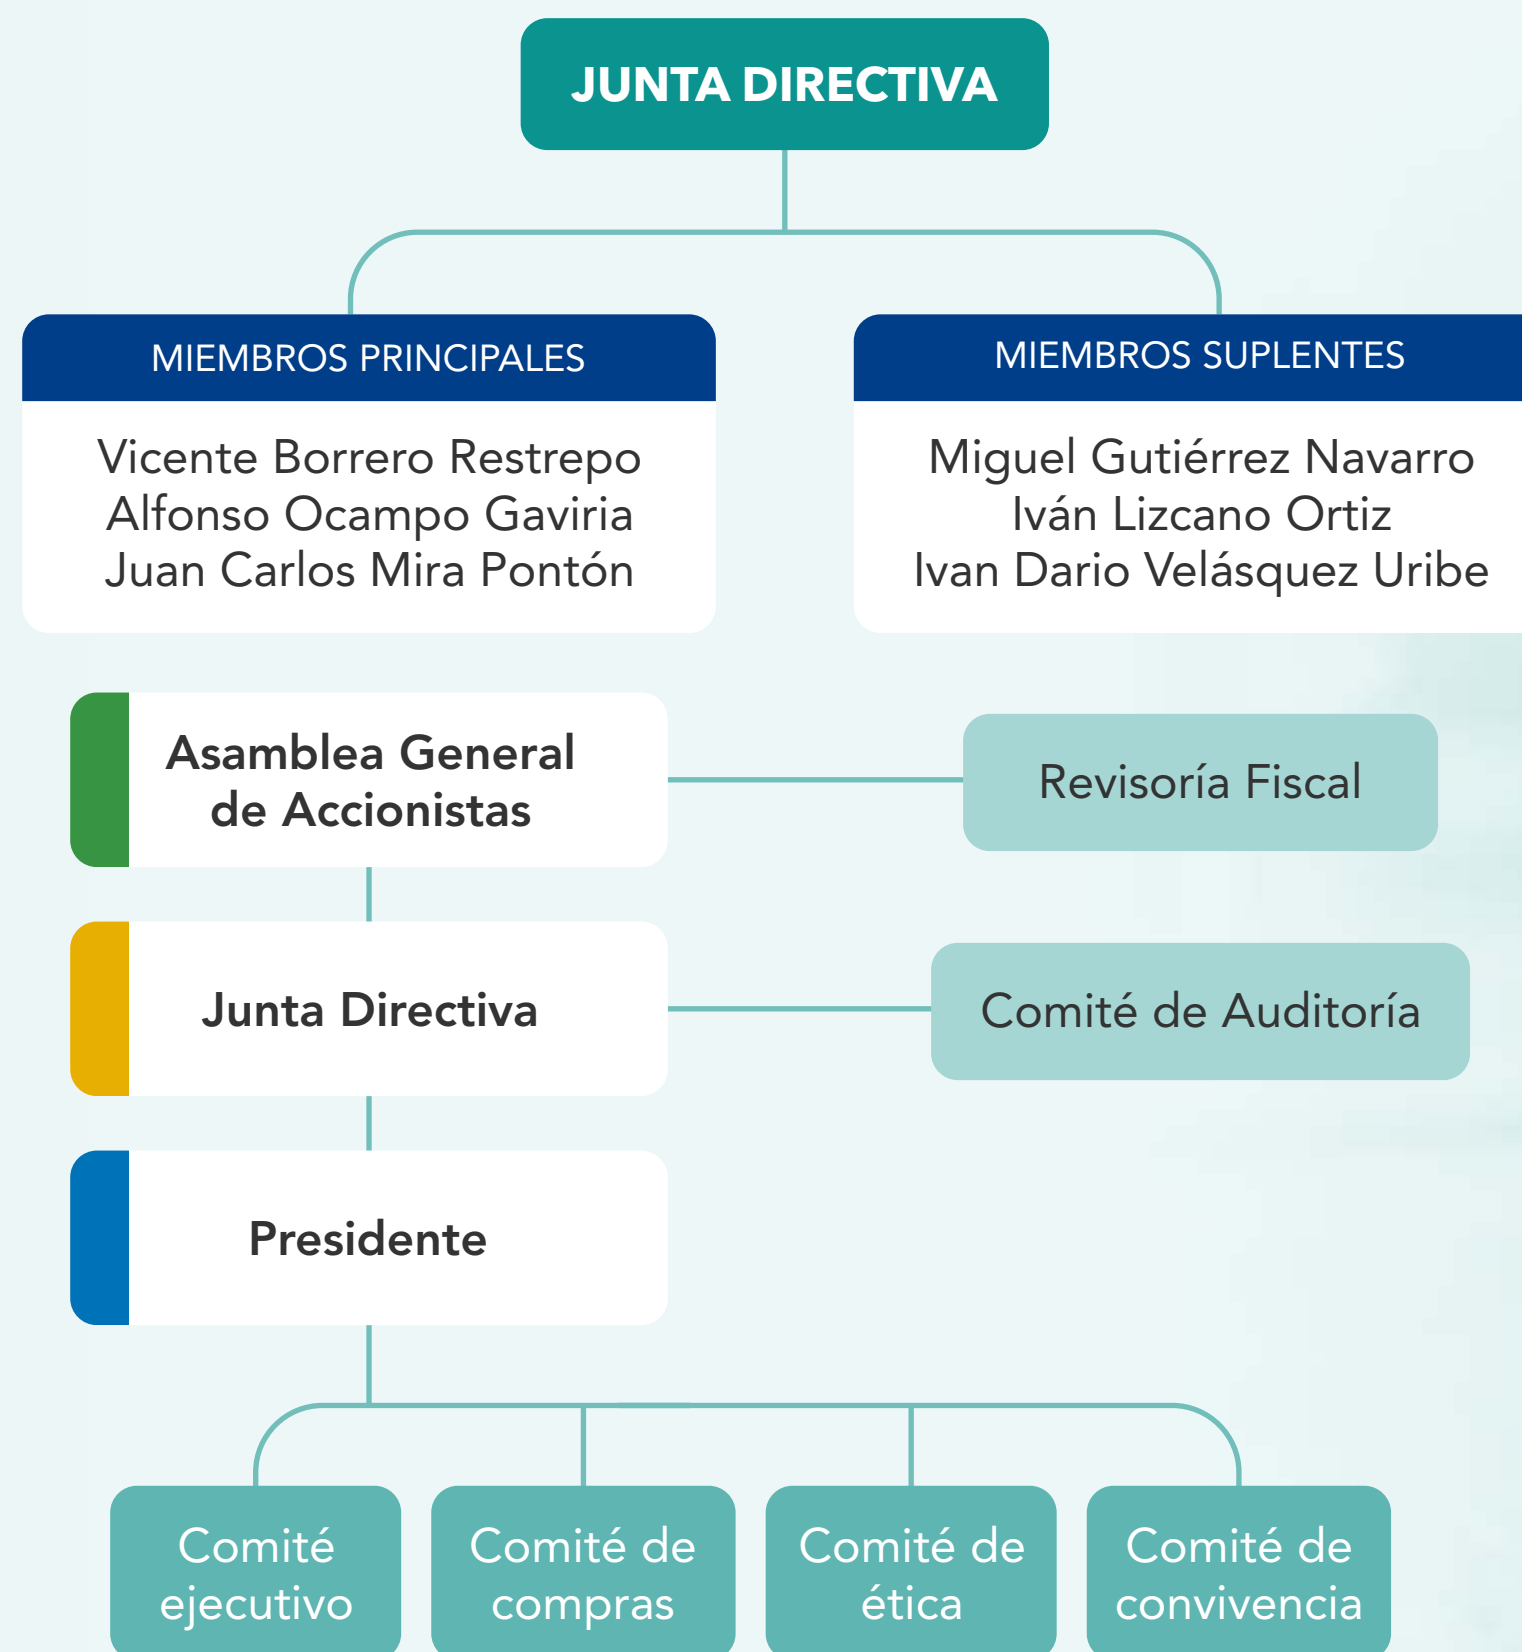 JUNTA DIRECTIVA
MIEMBROS PRINCIPALES
Vicente Borrero Restrepo
Alfonso Ocampo Gaviria
Juan Carlos Mira Pontón
MIEMBROS SUPLENTES
Miguel Gutiérrez Navarro
Iván Lizcano Ortiz
Ivan Dario Velásquez Uribe
Asamblea General
de Accionistas
Revisoría Fiscal
Junta Directiva
Comité de Auditoría
Presidente
Comité
ejecutivo
Comité de
compras
Comité de
ética
Comité de
convivencia